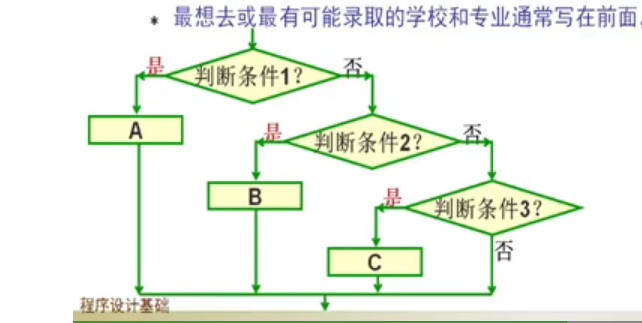 * 最想去或最有可能录取的学校和专业通常写在前面,
是 判断条件1? 否
A
是 判断条件2? 否
B
是 判断条件3?
否
C
程序设计基础